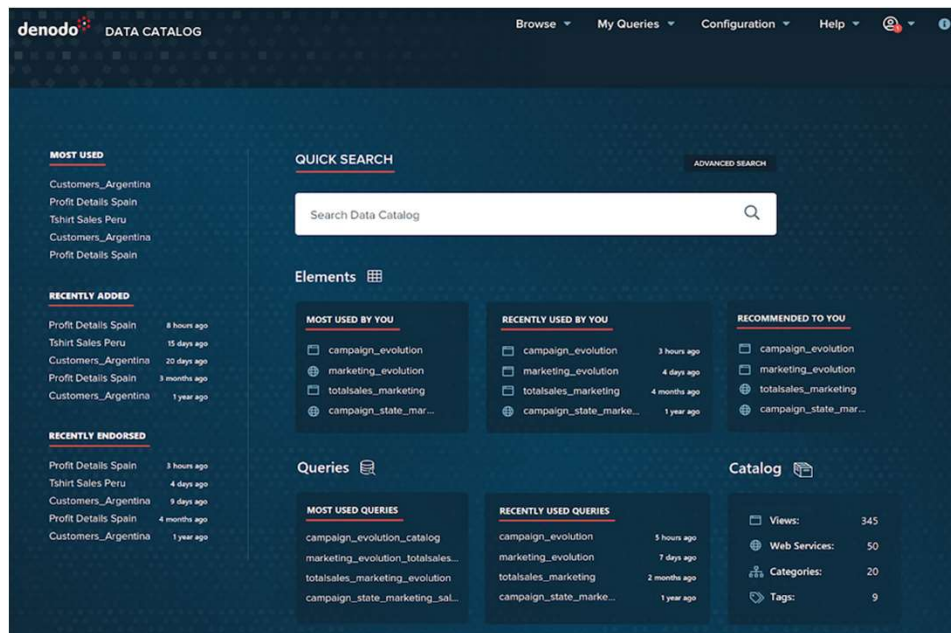 denodo DATA CATALOG
Browse My Queries Configuration Help
MOST USED
Customers_Argentina
Profit Details Spain
Tshirt Sales Peru
Customers_Argentina
Profit Details Spain
RECENTLY ADDED
Profit Details Spain 8 hours ago
Tshirt Sales Peru 15 days ago
Customers_Argentina 20 days ago
Profit Details Spain 3 months ago
Customers_Argentina 1 year ago
RECENTLY ENDORSED
Profit Details Spain 3 hours ago
Tshirt Sales Peru 4 days ago
Customers_Argentina 9 days ago
Profit Details Spain 4 months ago
Customers_Argentina 1 year ago
QUICK SEARCH
ADVANCED SEARCH
Search Data Catalog
Elements
MOST USED BY YOU
campaign_evolution
marketing_evolution
totalsales_marketing
campaign_state_mar...
RECENTLY USED BY YOU
campaign_evolution 3 hours ago
marketing_evolution 4 days ago
totalsales_marketing 4 months ago
campaign_state_marke... 1 year ago
RECOMMENDED TO YOU
campaign_evolution
marketing_evolution
totalsales_marketing
campaign_state_mar...
Queries
MOST USED QUERIES
campaign_evolution_catalog
marketing_evolution_totalsales...
totalsales_marketing_evolution
campaign_state_marketing_sal...
RECENTLY USED QUERIES
campaign_evolution 5 hours ago
marketing_evolution 7 days ago
totalsales_marketing 2 months ago
campaign_state_marke... 1 year ago
Catalog
Views: 345
Web Services: 50
Categories: 20
Tags: 9